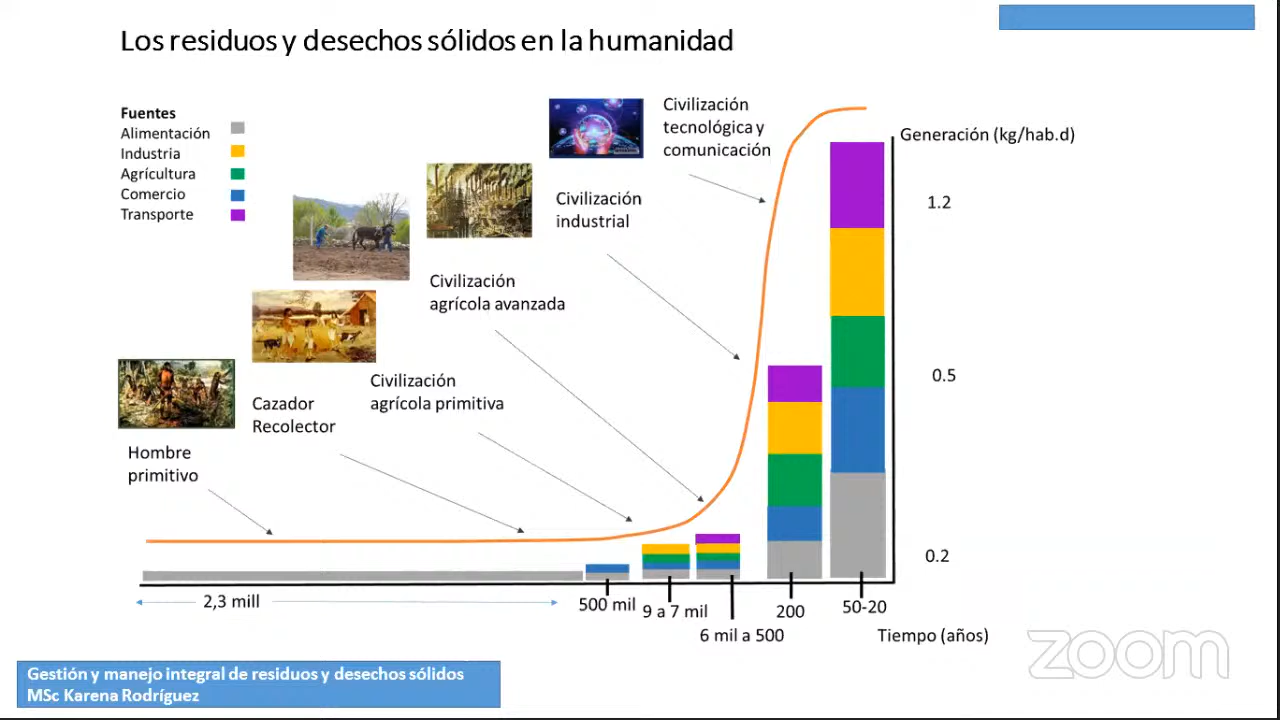 Los residuos y desechos sólidos en la humanidad
Fuentes
Alimentación
Industria
Agrícultura
Comercio
Transporte
Civilización
tecnológica y
comunicación
Generación (kg/hab.d)
Civilización
industrial
1.2
Civilización
agrícola avanzada
Civilización
agrícola primitiva
0.5
Cazador
Recolector
Hombre
primitivo
0.2
2,3 mill
500 mil
9 a 7 mil
6 mil a 500
200
50-20
Tiempo (años)
zoom
Gestión y manejo integral de residuos y desechos sólidos
MSc Karena Rodríguez